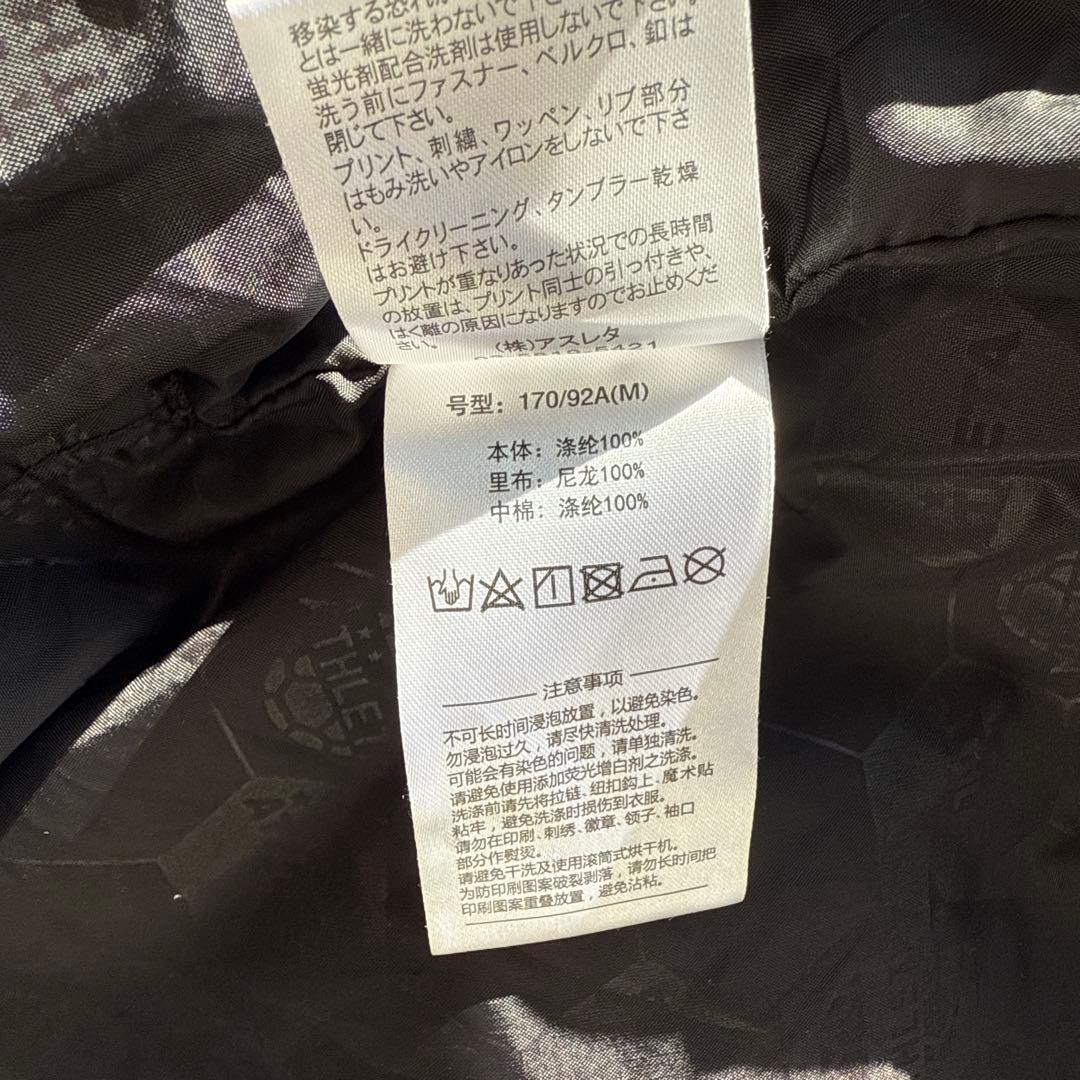 移染する恐れが
とは一緒に洗わないで下
蛍光剤配合洗剤は使用しないで下さい。
洗う前にファスナー、ベルクロ、釦は
閉じて下さい。
プリント、刺繍、ワッペン、リブ部分
はもみ洗いやアイロンをしないで下さ
い。
ドライクリーニング、タンブラー乾燥
はお避け下さい。
プリントが重なりあった状況での長時間
の放置は、プリント同士の引っ付きや、
はく離の原因になりますのでお止めくだ
さい。
(株)アスレタ
号型：170/92A(M)
本体：涤纶100%
里布：尼龙100%
中棉：涤纶100%
注意事项
不可长时间浸泡放置，以避免染色。
勿浸泡过久，请尽快清洗处理。
可能会有染色的问题，请单独清洗。
请避免使用添加荧光增白剂之洗涤。
洗涤前请先将拉链、纽扣鈎上、魔术贴
粘牢，避免洗涤时损伤到衣服。
请勿在印刷、刺绣、徽章、领子、袖口
部分作熨烫。
请避免干洗及使用滚筒式烘干机。
为防印刷图案破裂剥落，请勿长时间把
印刷图案重叠放置，避免沾粘。
ATHLE